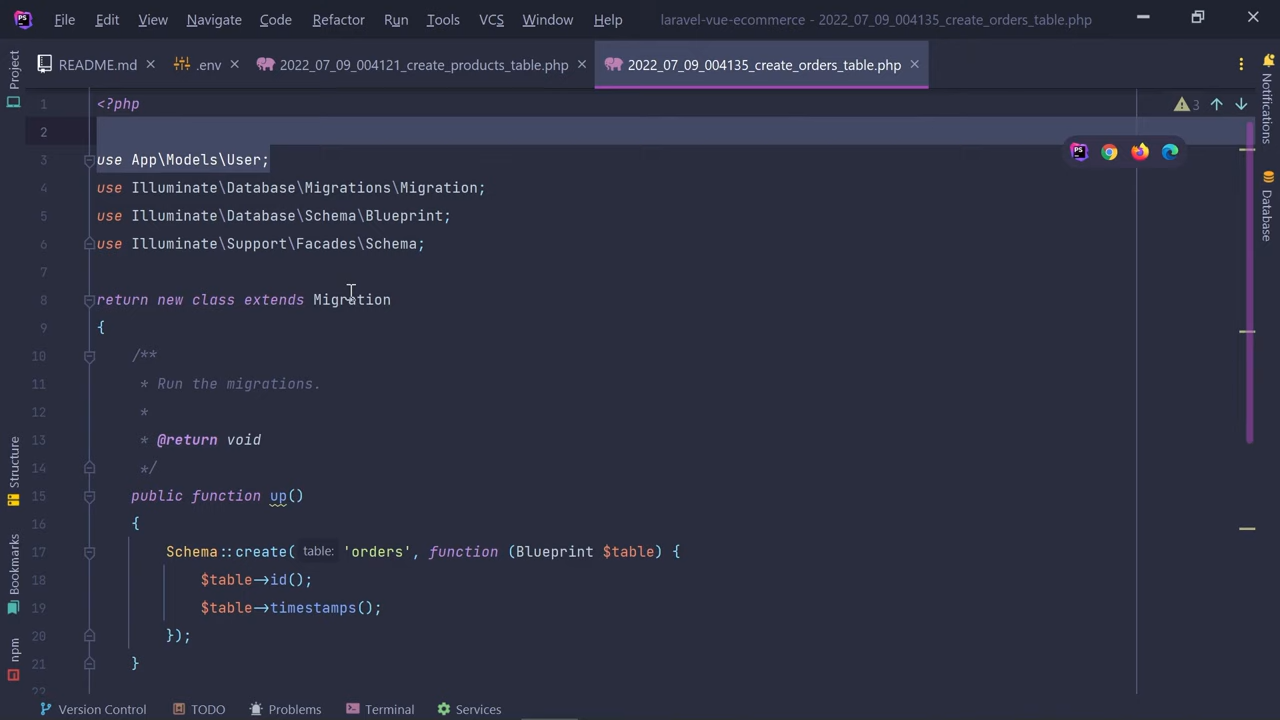 File Edit View Navigate Code Refactor Run Tools VCS Window Help laravel-vue-ecommerce - 2022_07_09_004135_create_orders_table.php
README.md .env 2022_07_09_004121_create_products_table.php 2022_07_09_004135_create_orders_table.php
Project
Structure
Bookmarks
npm
1 <?php
2
3 use App\Models\User;
4 use Illuminate\Database\Migrations\Migration;
5 use Illuminate\Database\Schema\Blueprint;
6 use Illuminate\Support\Facades\Schema;
7
8 return new class extends Migration
9 {
10 /**
11 * Run the migrations.
12 *
13 * @return void
14 */
15 public function up()
16 {
17 Schema::create( table: 'orders', function (Blueprint $table) {
18 $table->id();
19 $table->timestamps();
20 });
21 }
22
3
Notifications
Database
Version Control TODO Problems Terminal Services